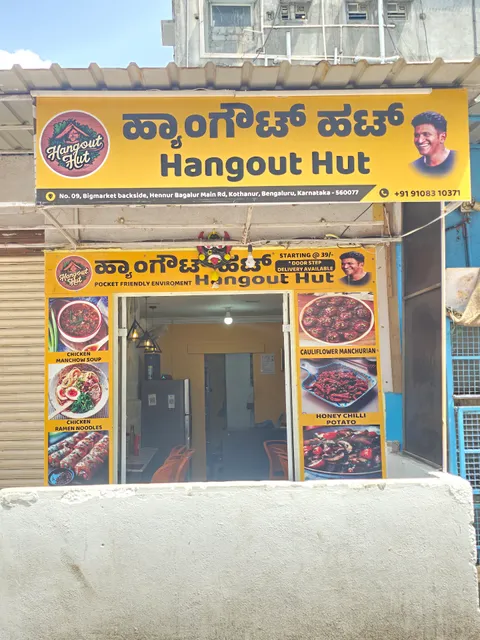 Hangout
Hut
ಹ್ಯಾಂಗೌಟ್ ಹಟ್
Hangout Hut
No. 09, Bigmarket backside, Hennur Bagalur Main Rd, Kothanur, Bengaluru, Karnataka - 560077
+91 91083 10371
Hangout
Hut
ಹ್ಯಾಂಗೌಟ್ ಹಟ್
STARTING @ 39/-
* DOOR STEP
DELIVERY AVAILABLE
POCKET FRIENDLY ENVIROMENT
Hangout Hut
CHICKEN
MANCHOW SOUP
CHICKEN
RAMEN NOODLES
CAULIFLOWER MANCHURIAN
HONEY CHILLI
POTATO